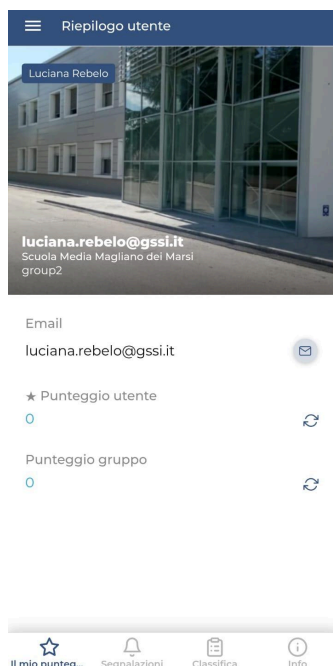 Riepilogo utente
Luciana Rebelo
luciana.rebelo@gssi.it
Scuola Media Magliano dei Marsi
group2
Email
luciana.rebelo@gssi.it
★ Punteggio utente
0
Punteggio gruppo
0
Il mio punteg... Segnalazioni Classifica Info